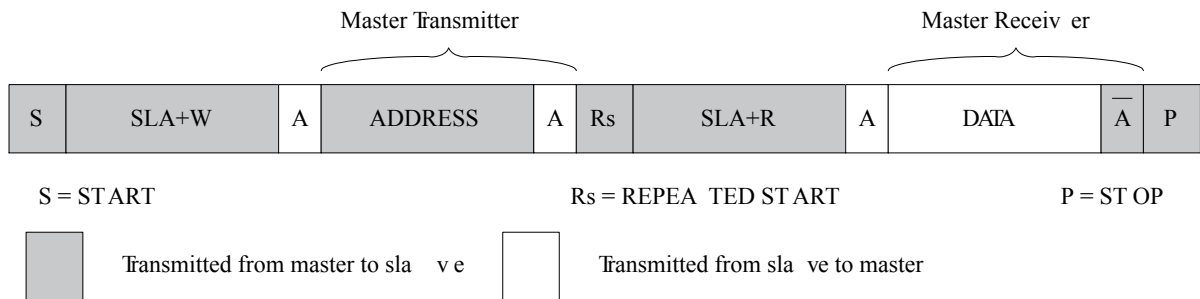 Master Transmitter Master Receiv er
S SLA+W A ADDRESS A Rs SLA+R A DATA A̅ P
S = ST ART Rs = REPEA TED ST ART P = ST OP
Transmitted from master to sla v e Transmitted from sla ve to master